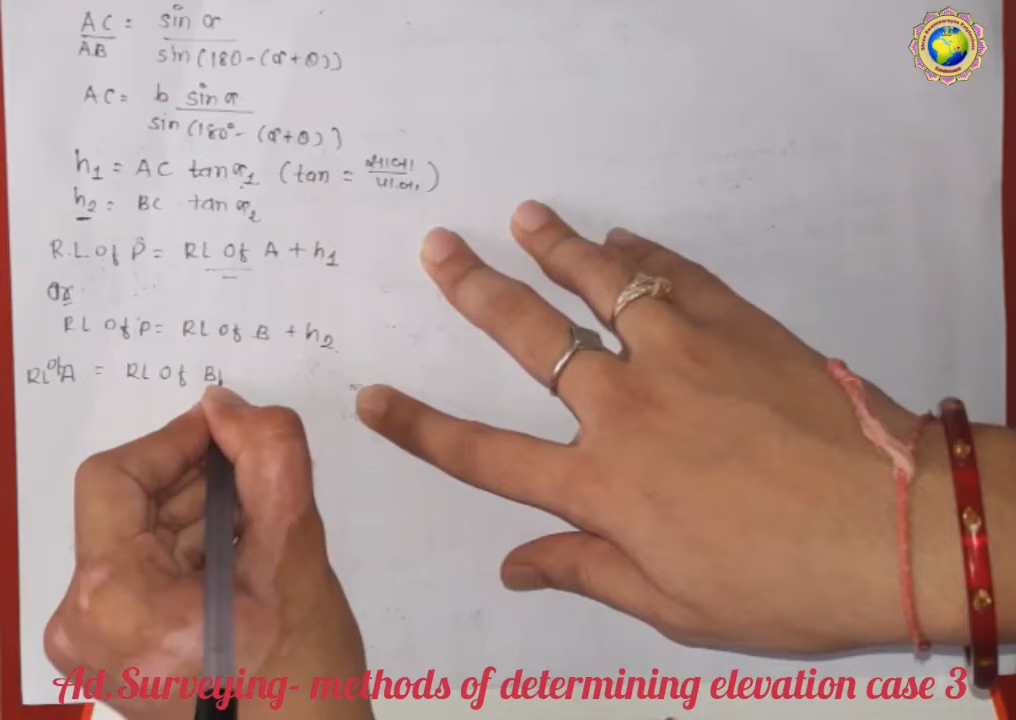 AC/AB = sin α / sin (180 - (α + θ))
AC = b sin α / sin (180° - (α + θ))
h1 = AC tan α1 (tan = સાબા / પાબા)
h2 = BC tan α2
R.L of P = RL of A + h1
Or
RL of P = RL of B + h2
RL of A = RL of B
Ad.Surveying- methods of determining elevation case 3